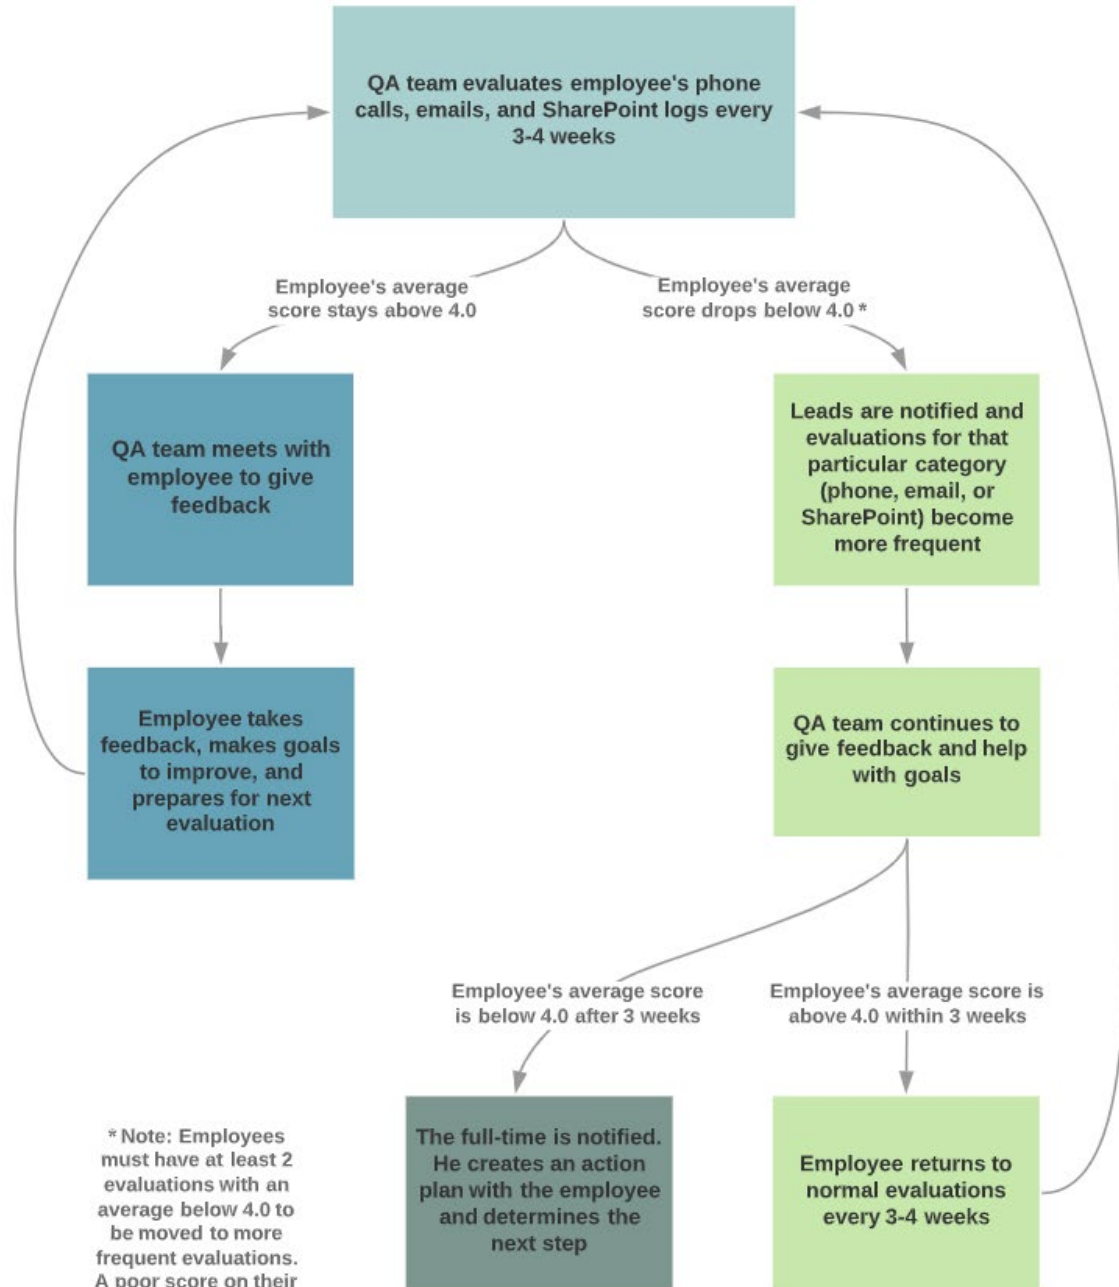 QA team evaluates employee's phone
calls, emails, and SharePoint logs every
3-4 weeks
Employee's average
score stays above 4.0
Employee's average
score drops below 4.0 *
QA team meets with
employee to give
feedback
Leads are notified and
evaluations for that
particular category
(phone, email, or
SharePoint) become
more frequent
Employee takes
feedback, makes goals
to improve, and
prepares for next
evaluation
QA team continues to
give feedback and help
with goals
Employee's average score
is below 4.0 after 3 weeks
Employee's average score is
above 4.0 within 3 weeks
The full-time is notified.
He creates an action
plan with the employee
and determines the
next step
Employee returns to
normal evaluations
every 3-4 weeks
* Note: Employees
must have at least 2
evaluations with an
average below 4.0 to
be moved to more
frequent evaluations.
A poor score on their